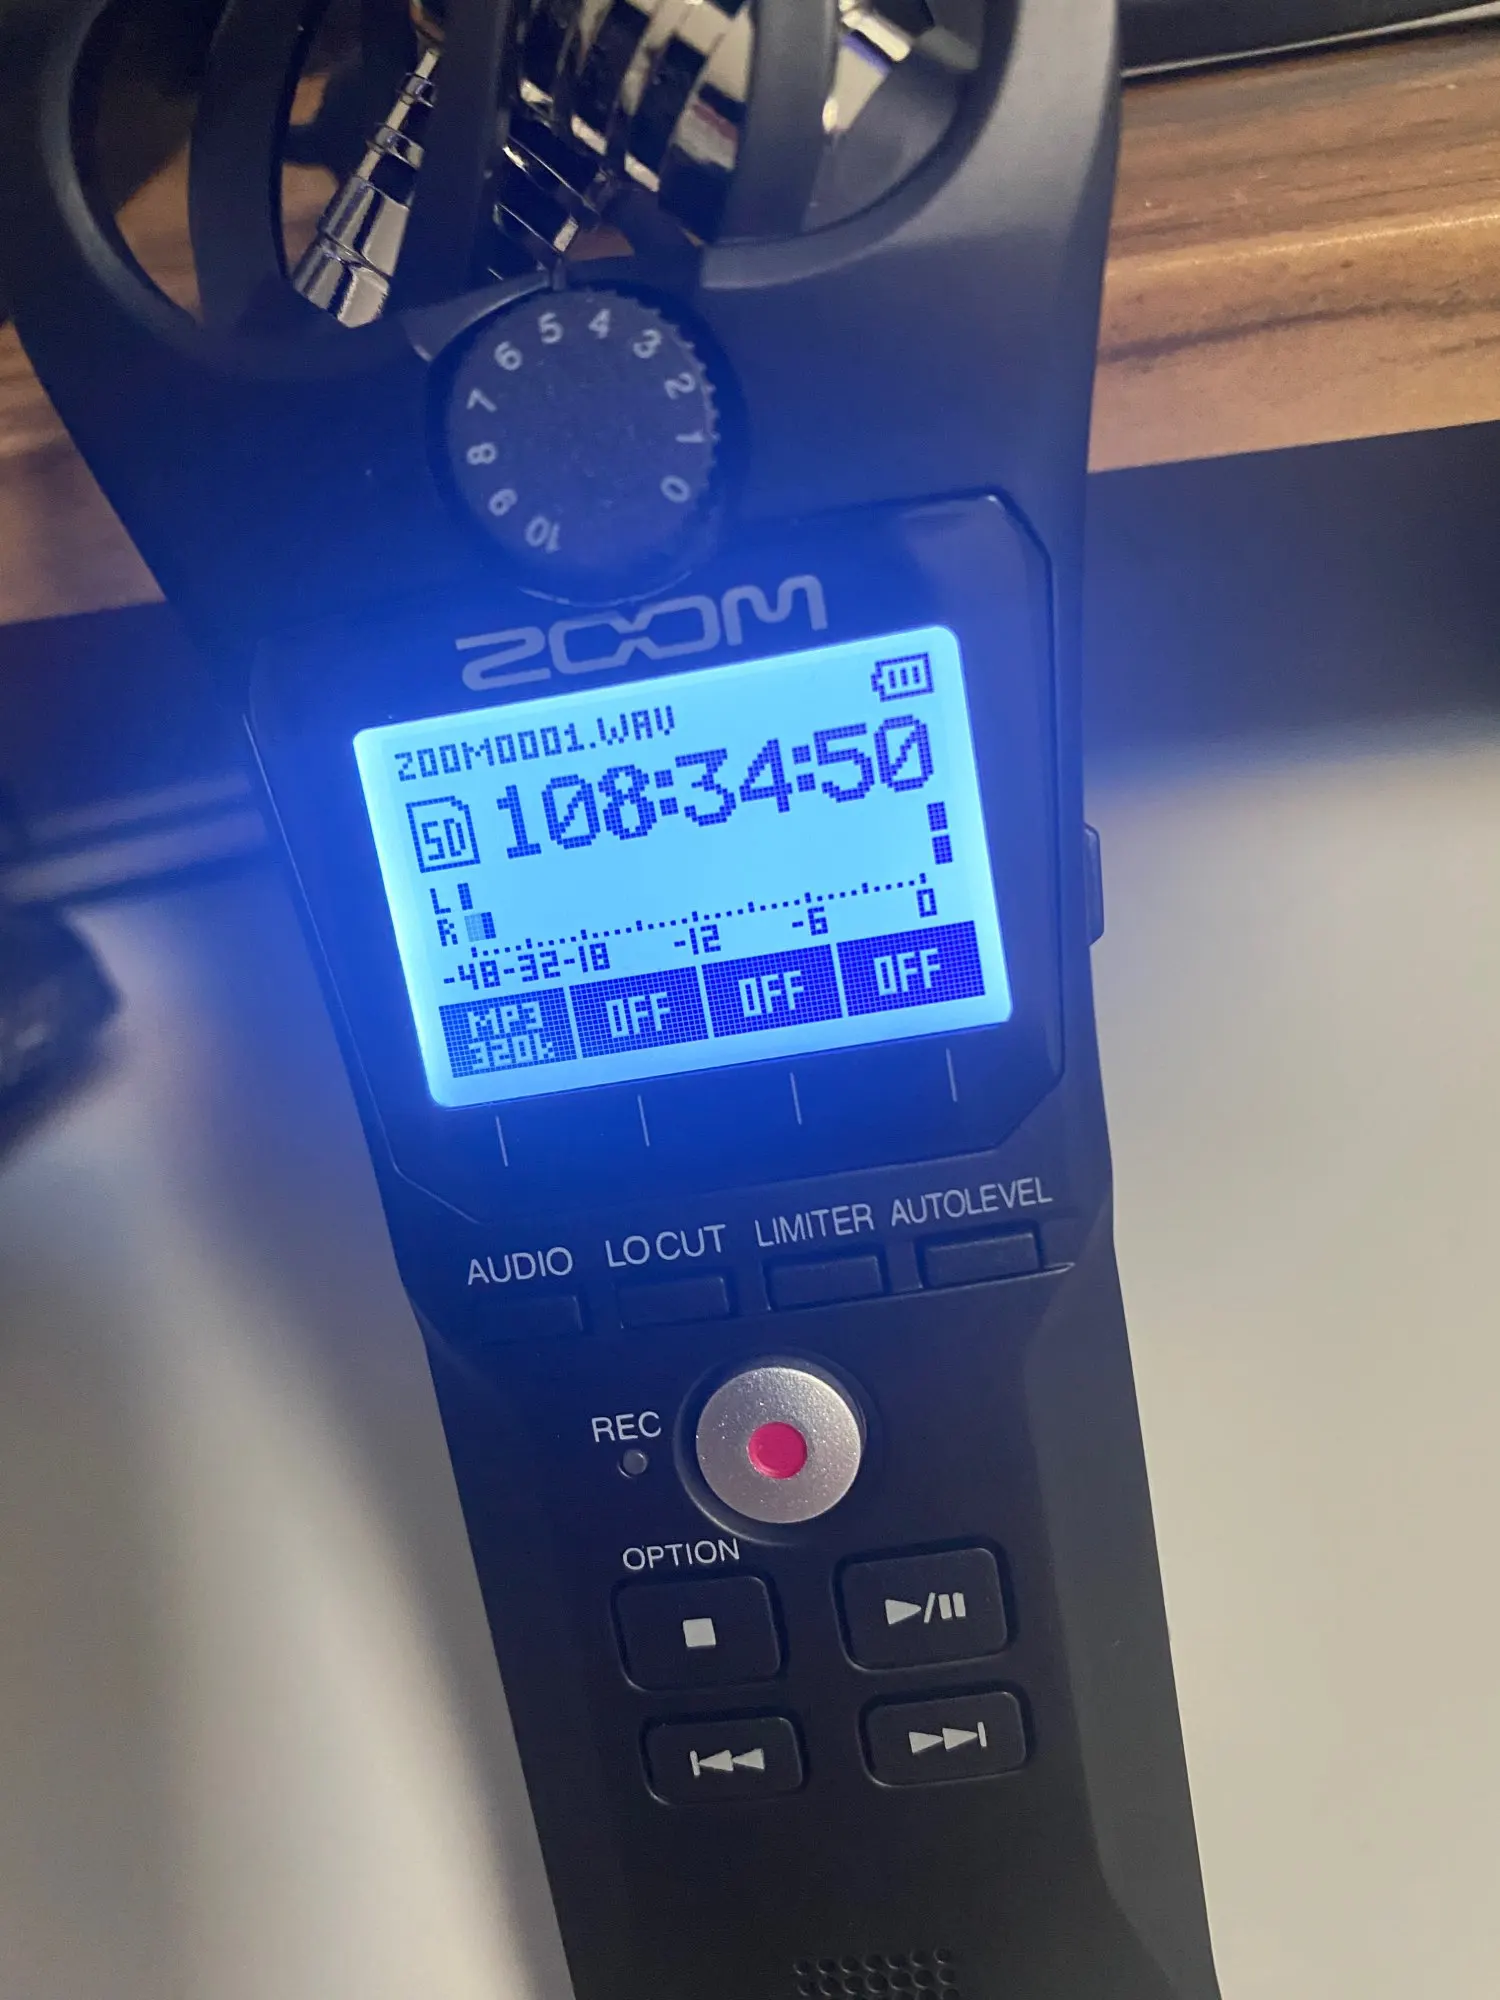 5 4 3
6 2
7 1
8 0
9
10
ZOOM
ZOOM0001.WAV
SD 108:34:50
L
R
-48 -32 -18 -12 -6 0
MP3 320k OFF OFF OFF
AUDIO LO CUT LIMITER AUTOLEVEL
REC
OPTION